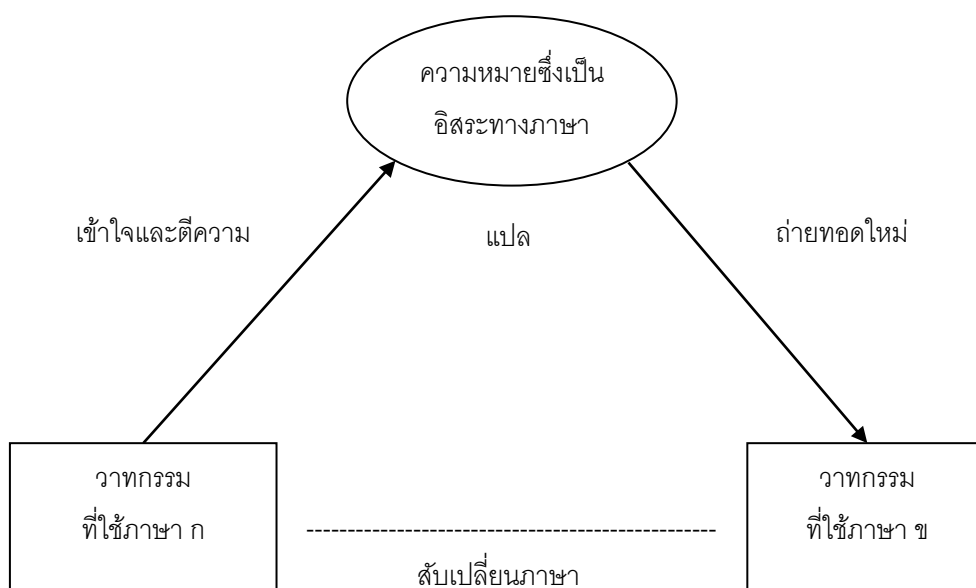 ความหมายซึ่งเป็น
อิสระทางภาษา
เข้าใจและตีความ
แปล
ถ่ายทอดใหม่
วาทกรรม
ที่ใช้ภาษา ก
วาทกรรม
ที่ใช้ภาษา ข
สับเปลี่ยนภาษา